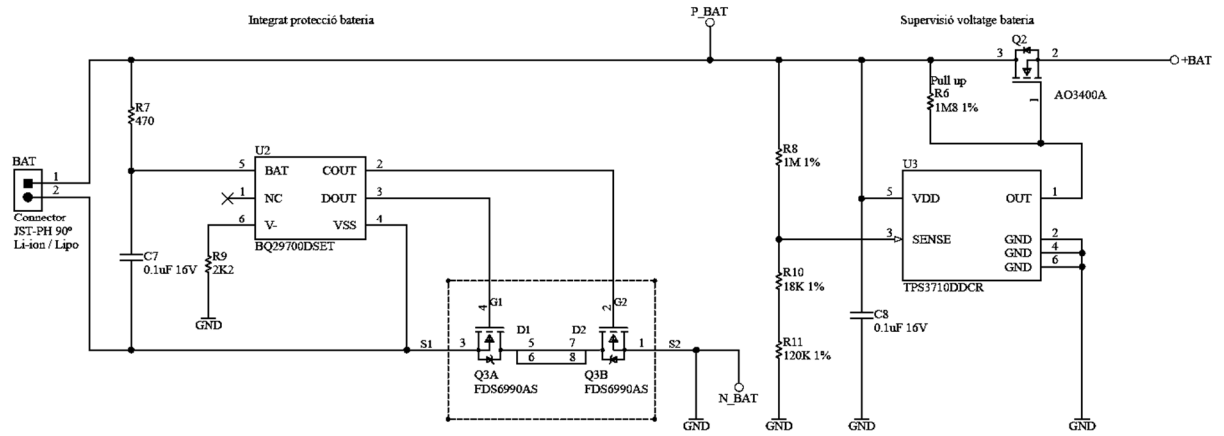 Integrat protecció bateria
P_BAT
Supervisió voltatge bateria
Q2
3
2
+BAT
1
AO3400A
Pull up
R6
1M8 1%
R7
470
U2
BAT
1
2
Connector
JST-PH 90º
Li-ion / Lipo
5
BAT
COUT
2
1
NC
DOUT
3
6
V-
VSS
4
BQ29700DSET
R8
1M 1%
U3
5
VDD
OUT
1
3
SENSE
GND
2
GND
4
GND
6
TPS3710DDCR
C7
0.1uF 16V
R9
2K2
GND
R10
18K 1%
C8
0.1uF 16V
R11
120K 1%
4
G1
2
G2
S1
3
D1
5
6
D2
7
8
1
S2
Q3A
FDS6990AS
Q3B
FDS6990AS
N_BAT
GND
GND
GND
GND